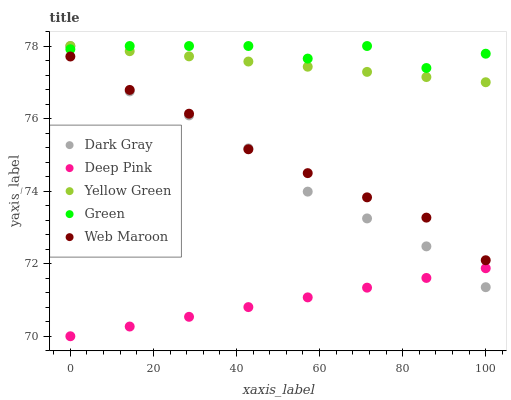 title
yaxis_label
78
76
74
72
70
Dark Gray
Deep Pink
Yellow Green
Green
Web Maroon
0 20 40 60 80 100
xaxis_label